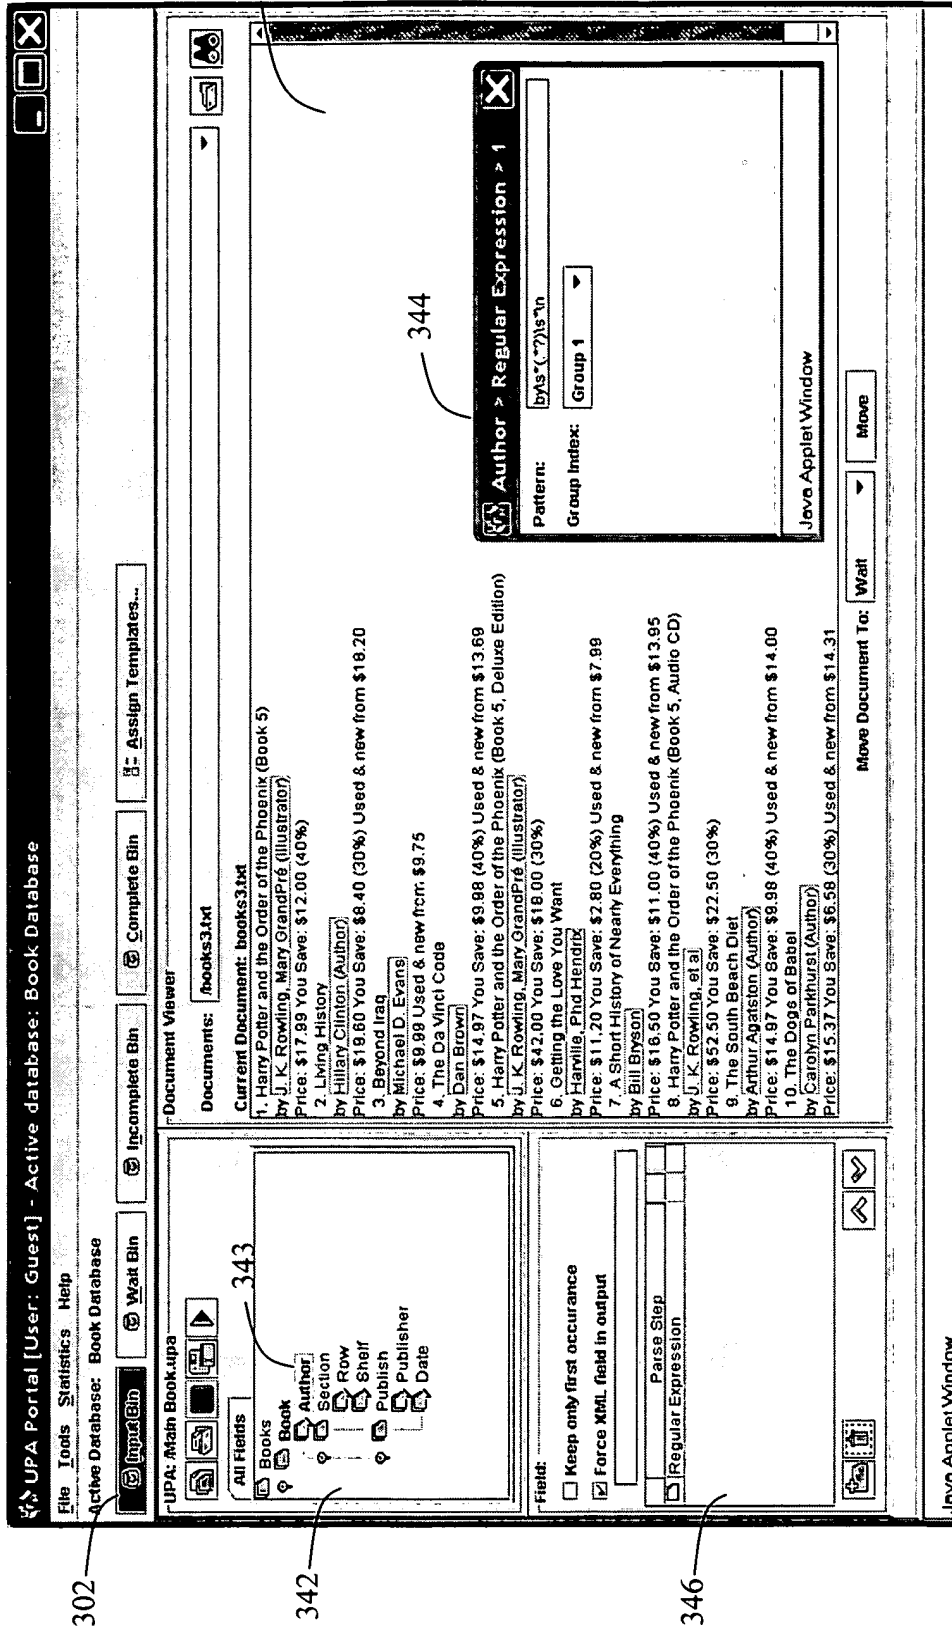 UPA Portal [User: Guest] - Active database: Book Database
File Tools Statistics Help
Active Database: Book Database
302
Input Bin
Wait Bin
Incomplete Bin
Complete Bin
Assign Templates...
UPA: /Main Book.upa
All Fields
Books
Book
Author
343
Section
Row
Shelf
Publish
Publisher
Date
342
Field:
Keep only first occurance
Force XML field in output
Parse Step
Regular Expression
346
Document Viewer
Documents: /books3.txt
Current Document: books3.txt
1. Harry Potter and the Order of the Phoenix (Book 5)
by J. K. Rowling, Mary GrandPré (Illustrator)
Price: $17.99 You Save: $12.00 (40%)
2. Living History
by Hillary Clinton (Author)
Price: $19.60 You Save: $8.40 (30%) Used & new from $18.20
3. Beyond Iraq
by Michael D. Evans
Price: $9.99 Used & new from $9.75
4. The Da Vinci Code
by Dan Brown
Price: $14.97 You Save: $9.98 (40%) Used & new from $13.69
5. Harry Potter and the Order of the Phoenix (Book 5, Deluxe Edition)
by J. K. Rowling, Mary GrandPré (Illustrator)
Price: $42.00 You Save: $18.00 (30%)
6. Getting the Love You Want
by Harville, Phd Hendrix
Price: $11.20 You Save: $2.80 (20%) Used & new from $7.99
7. A Short History of Nearly Everything
by Bill Bryson
Price: $16.50 You Save: $11.00 (40%) Used & new from $13.95
8. Harry Potter and the Order of the Phoenix (Book 5, Audio CD)
by J. K. Rowling, et al
Price: $52.50 You Save: $22.50 (30%)
9. The South Beach Diet
by Arthur Agatston (Author)
Price: $14.97 You Save: $9.98 (40%) Used & new from $14.00
10. The Dogs of Babel
by Carolyn Parkhurst (Author)
Price: $15.37 You Save: $6.58 (30%) Used & new from $14.31
344
Author > Regular Expression > 1
Pattern: by\s*(.*?)\s*\n
Group Index: Group 1
Java Applet Window
Move Document To: Wait Move
Java Applet Window